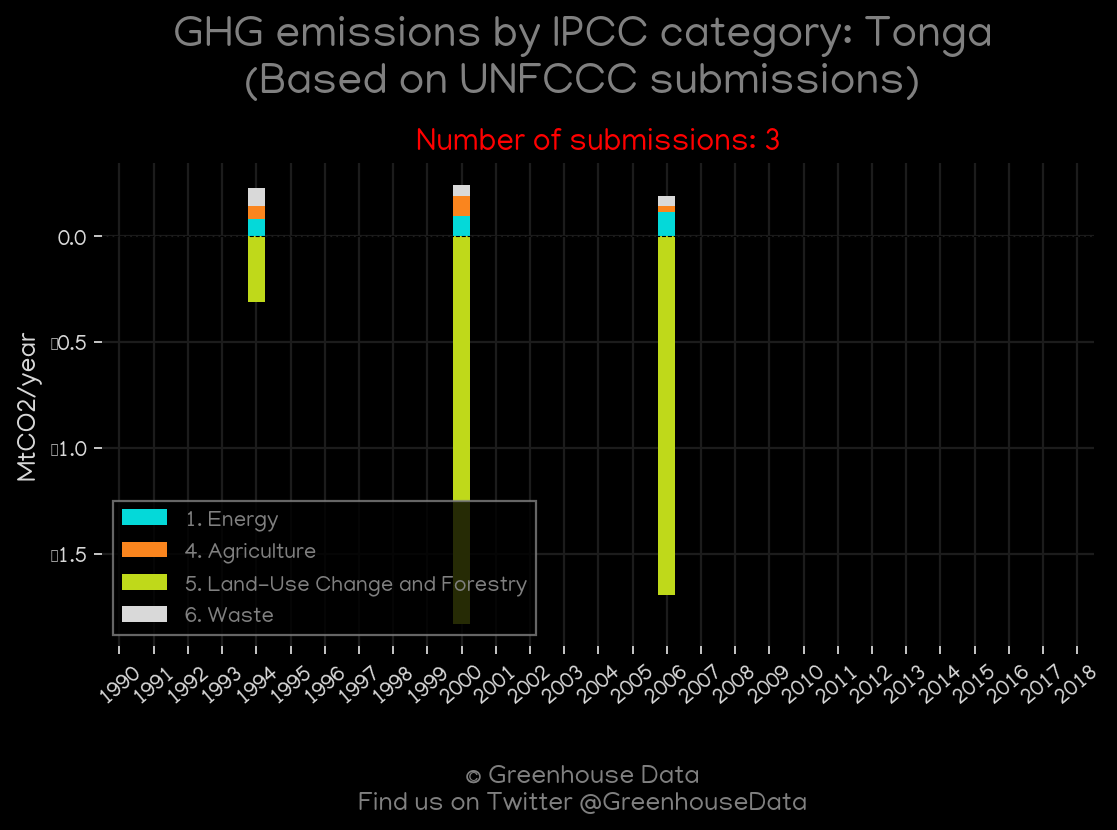 GHG emissions by IPCC category: Tonga
(Based on UNFCCC submissions)
Number of submissions: 3
MtCO2/year
0.0
▯0.5
▯1.0
▯1.5
1. Energy
4. Agriculture
5. Land-Use Change and Forestry
6. Waste
1990 1991 1992 1993 1994 1995 1996 1997 1998 1999 2000 2001 2002 2003 2004 2005 2006 2007 2008 2009 2010 2011 2012 2013 2014 2015 2016 2017 2018
© Greenhouse Data
Find us on Twitter @GreenhouseData